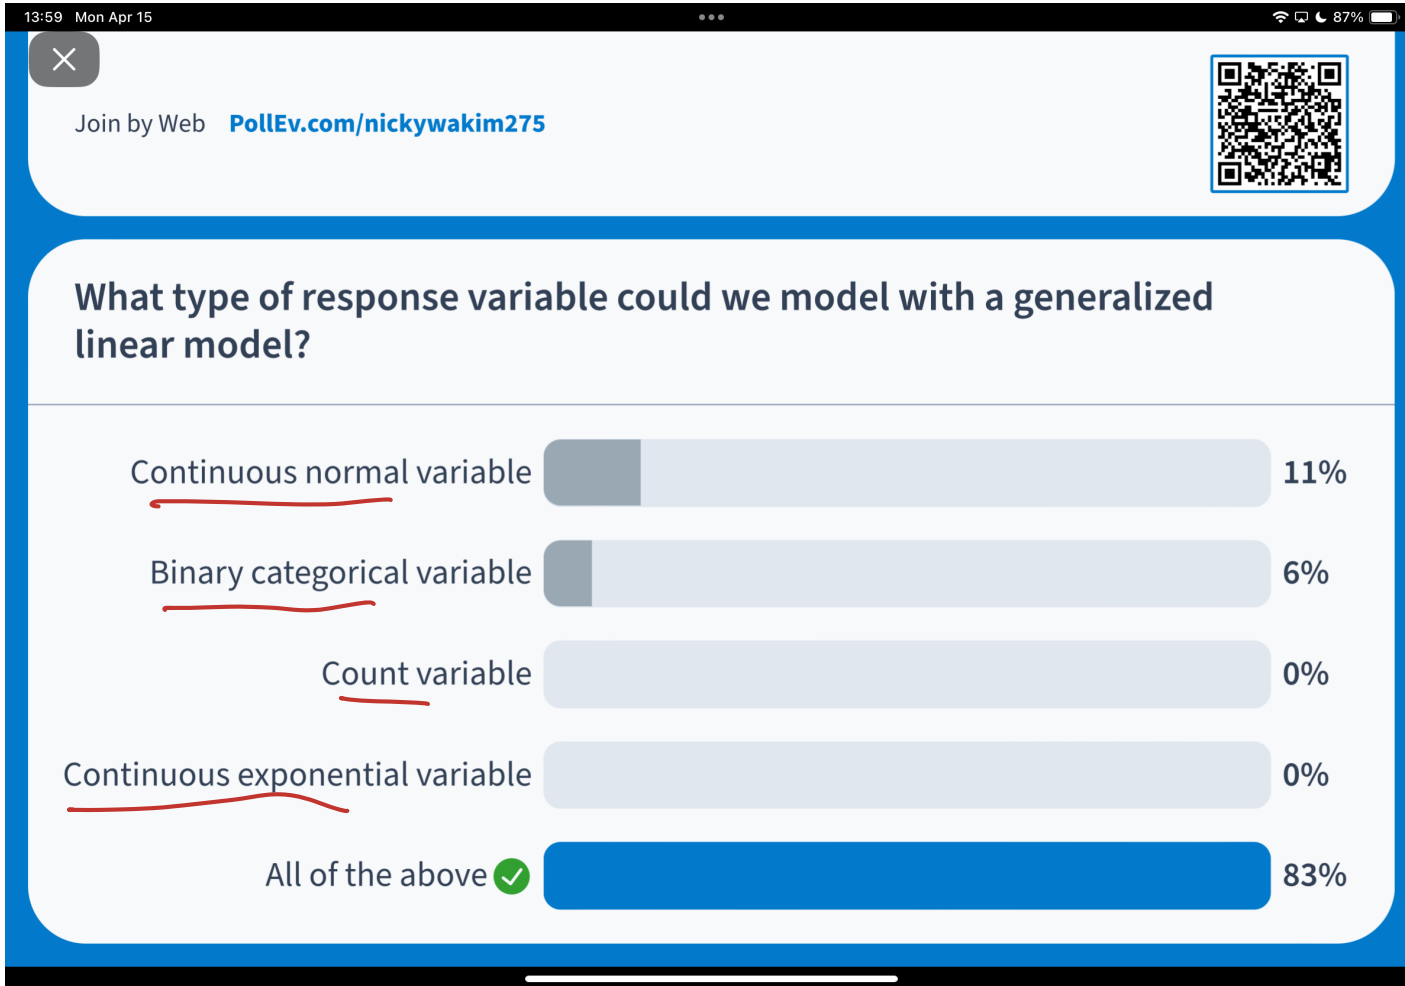 13:59 Mon Apr 15
87%
Join by Web PollEv.com/nickywakim275
What type of response variable could we model with a generalized
linear model?
Continuous normal variable 11%
Binary categorical variable 6%
Count variable 0%
Continuous exponential variable 0%
All of the above 83%